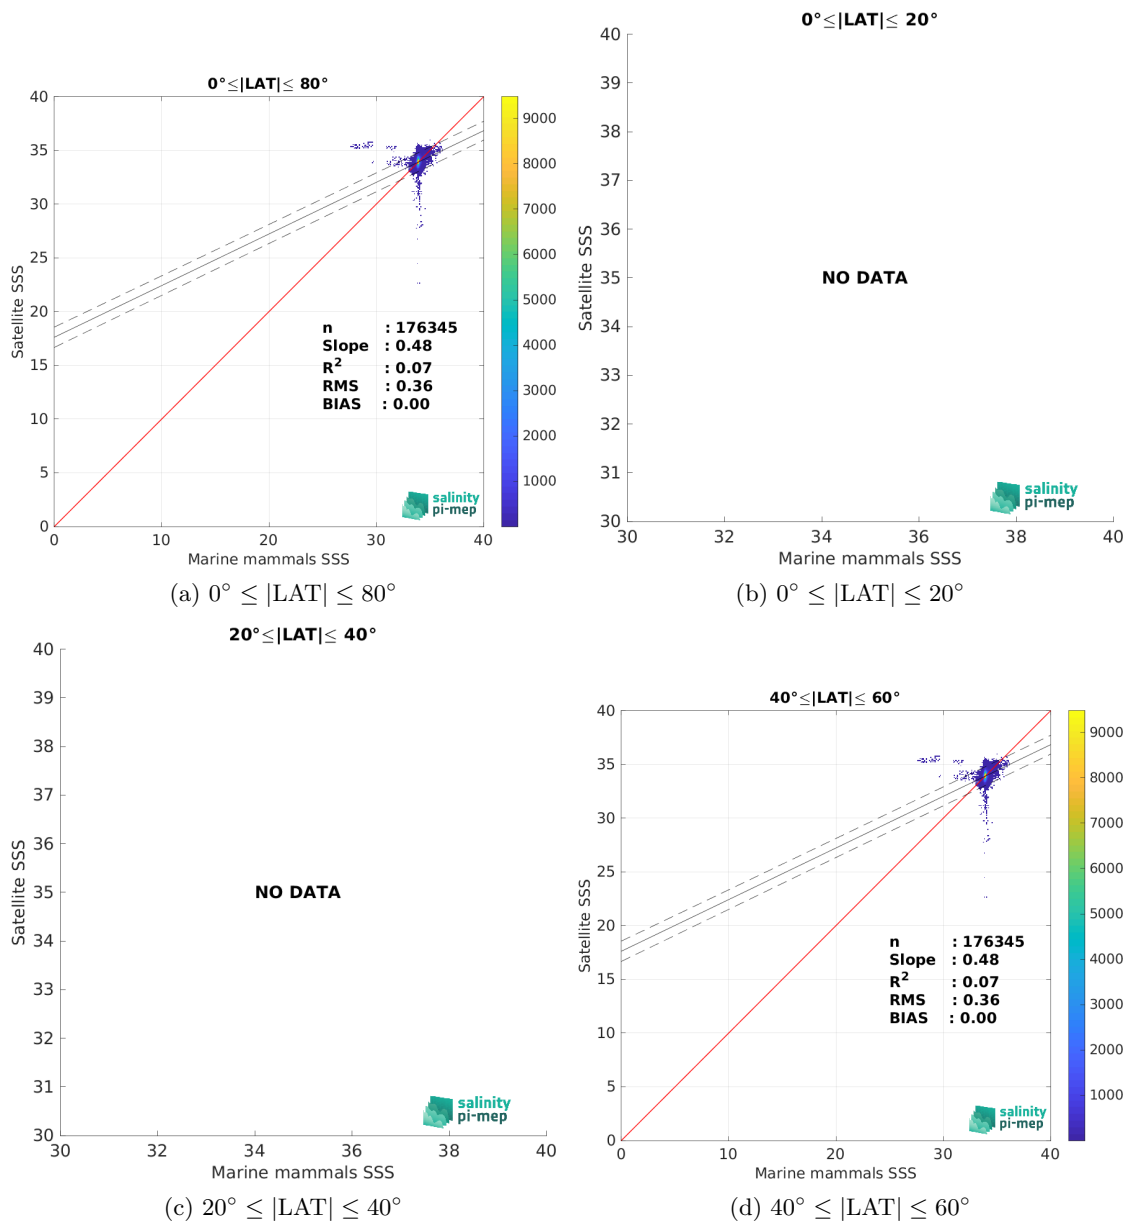 0°≤|LAT|≤ 80°
40
35
30
25
20
15
10
5
0
0 10 20 30 40
Satellite SSS
Marine mammals SSS
n : 176345
Slope : 0.48
R² : 0.07
RMS : 0.36
BIAS : 0.00
salinity
pi-mep
9000
8000
7000
6000
5000
4000
3000
2000
1000
(a) 0° ≤ |LAT| ≤ 80°
0°≤|LAT|≤ 20°
40
39
38
37
36
35
34
33
32
31
30
30 32 34 36 38 40
Satellite SSS
Marine mammals SSS
NO DATA
salinity
pi-mep
(b) 0° ≤ |LAT| ≤ 20°
20°≤|LAT|≤ 40°
40
39
38
37
36
35
34
33
32
31
30
30 32 34 36 38 40
Satellite SSS
Marine mammals SSS
NO DATA
salinity
pi-mep
(c) 20° ≤ |LAT| ≤ 40°
40°≤|LAT|≤ 60°
40
35
30
25
20
15
10
5
0
0 10 20 30 40
Satellite SSS
Marine mammals SSS
n : 176345
Slope : 0.48
R² : 0.07
RMS : 0.36
BIAS : 0.00
salinity
pi-mep
9000
8000
7000
6000
5000
4000
3000
2000
1000
(d) 40° ≤ |LAT| ≤ 60°